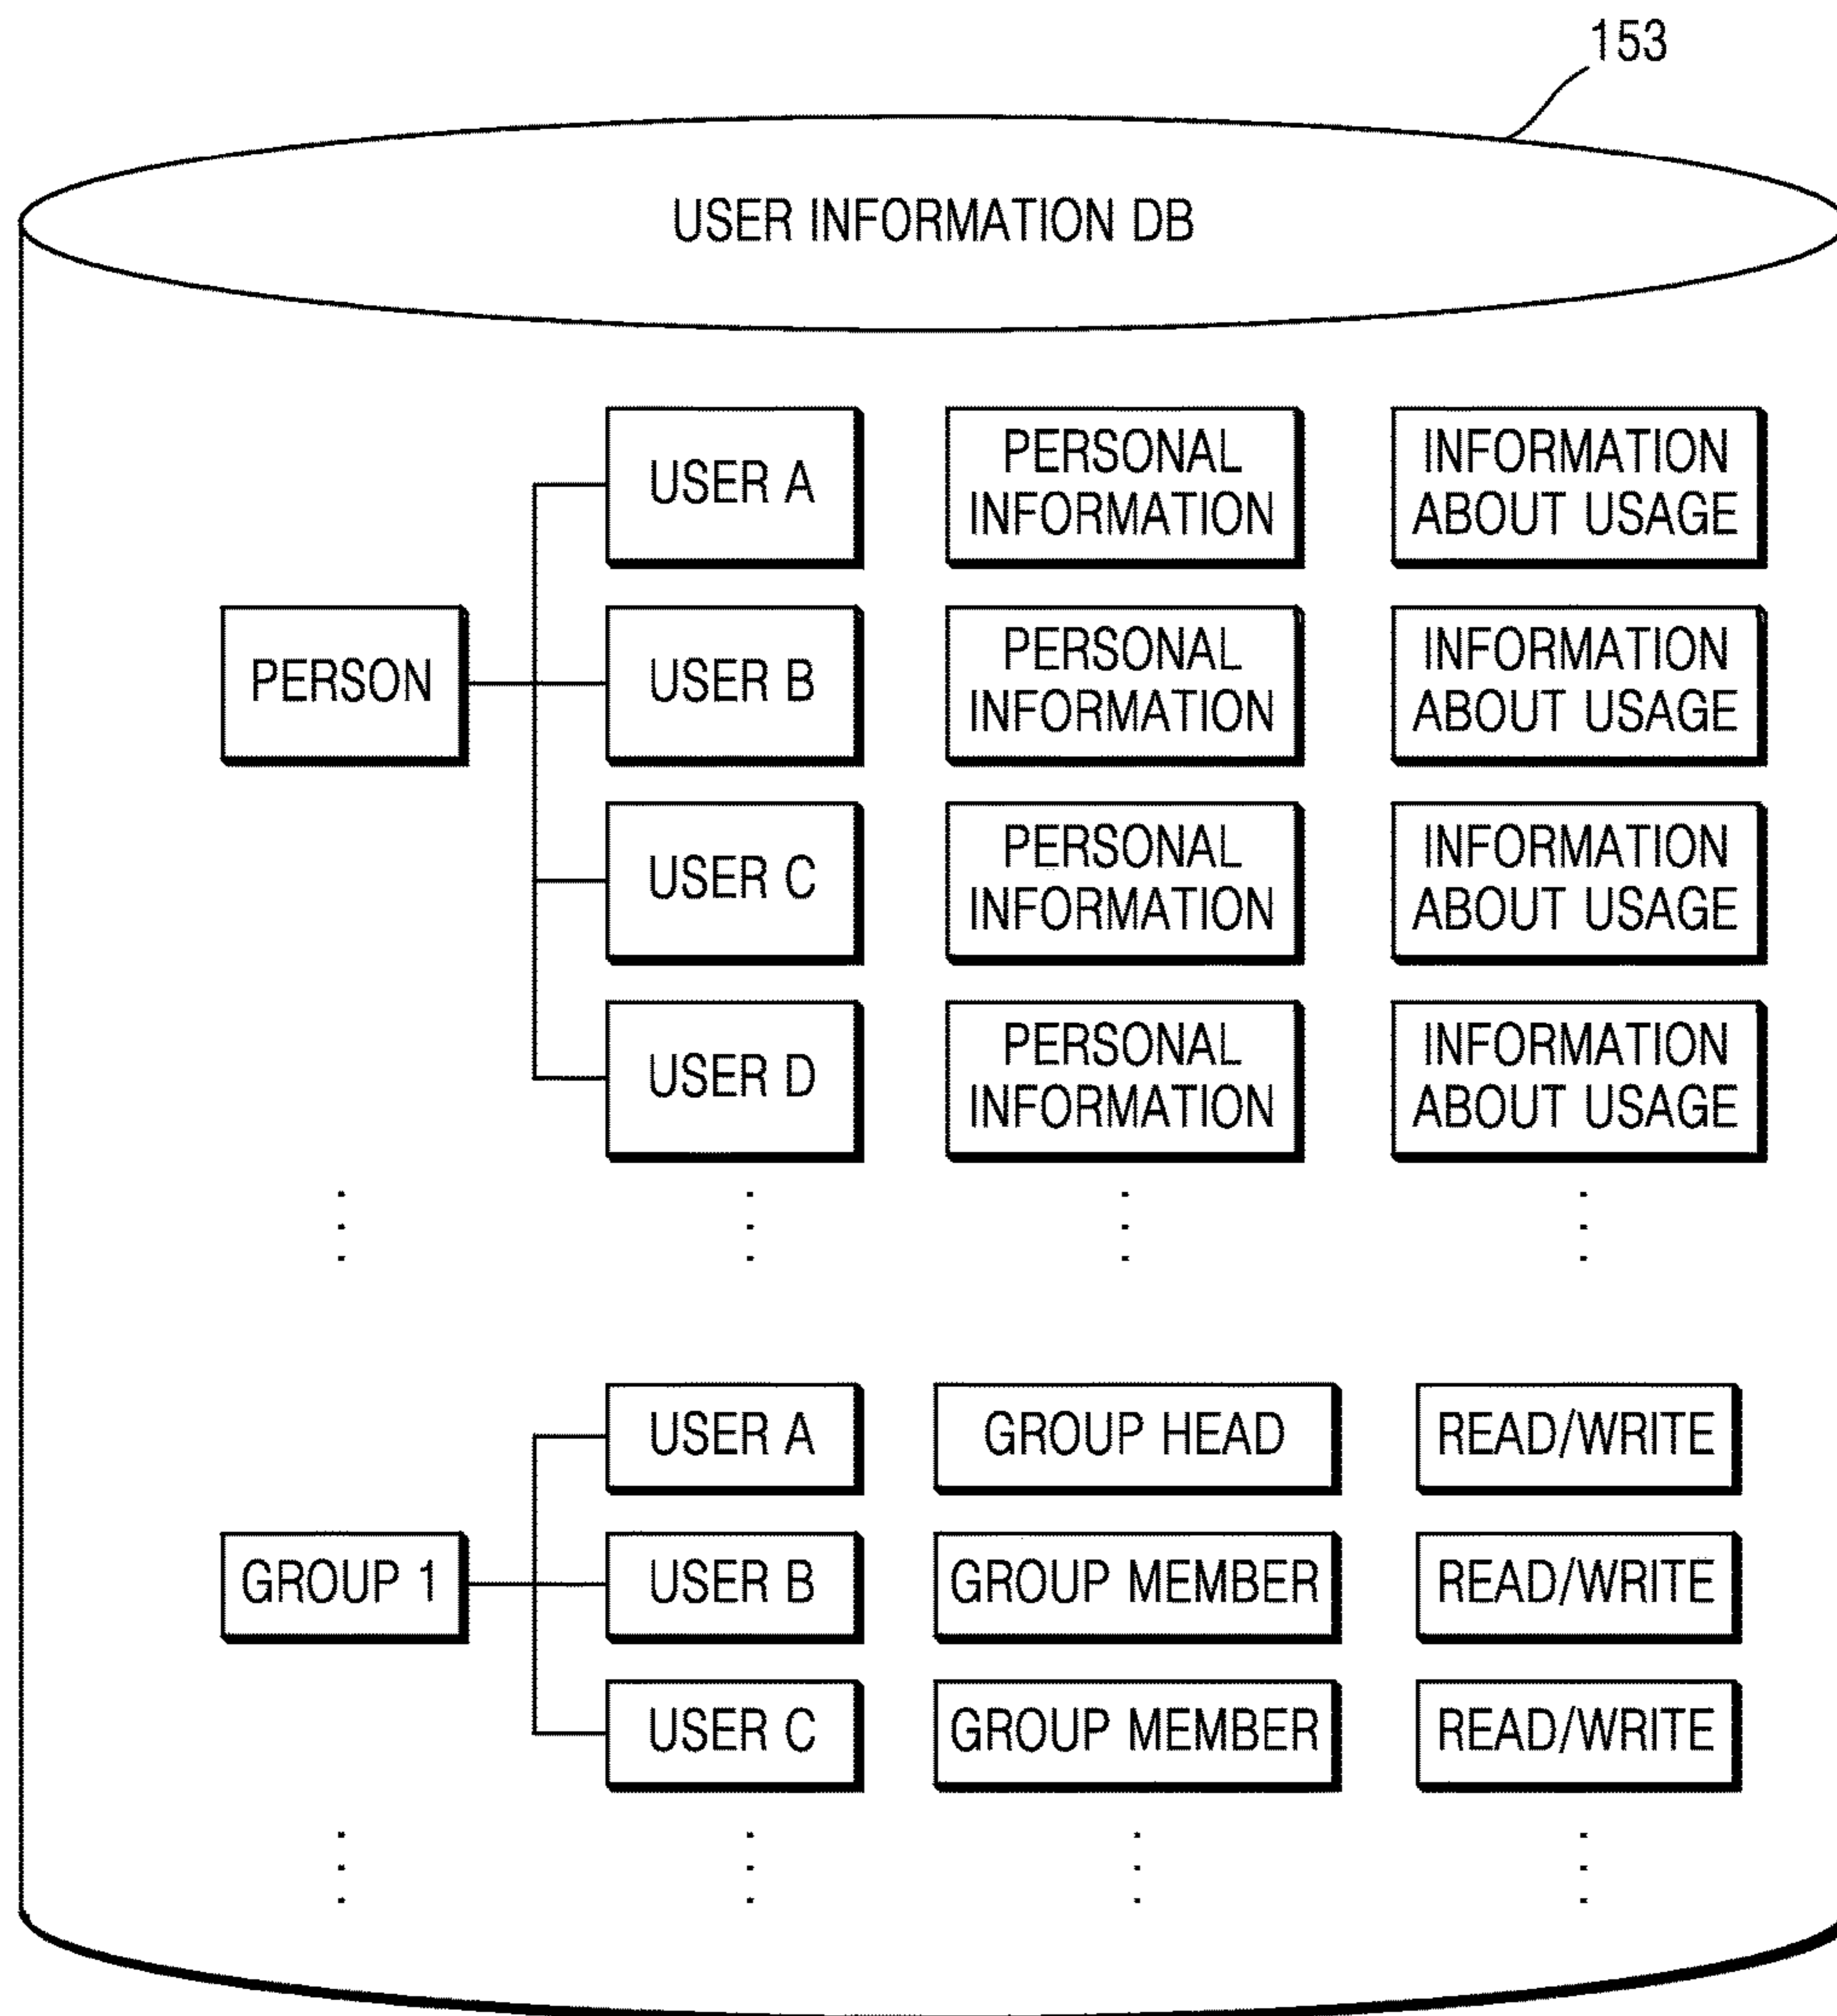 153
USER INFORMATION DB
USER A
PERSONAL
INFORMATION
INFORMATION
ABOUT USAGE
PERSON
USER B
PERSONAL
INFORMATION
INFORMATION
ABOUT USAGE
USER C
PERSONAL
INFORMATION
INFORMATION
ABOUT USAGE
USER D
PERSONAL
INFORMATION
INFORMATION
ABOUT USAGE
USER A
GROUP HEAD
READ/WRITE
GROUP 1
USER B
GROUP MEMBER
READ/WRITE
USER C
GROUP MEMBER
READ/WRITE